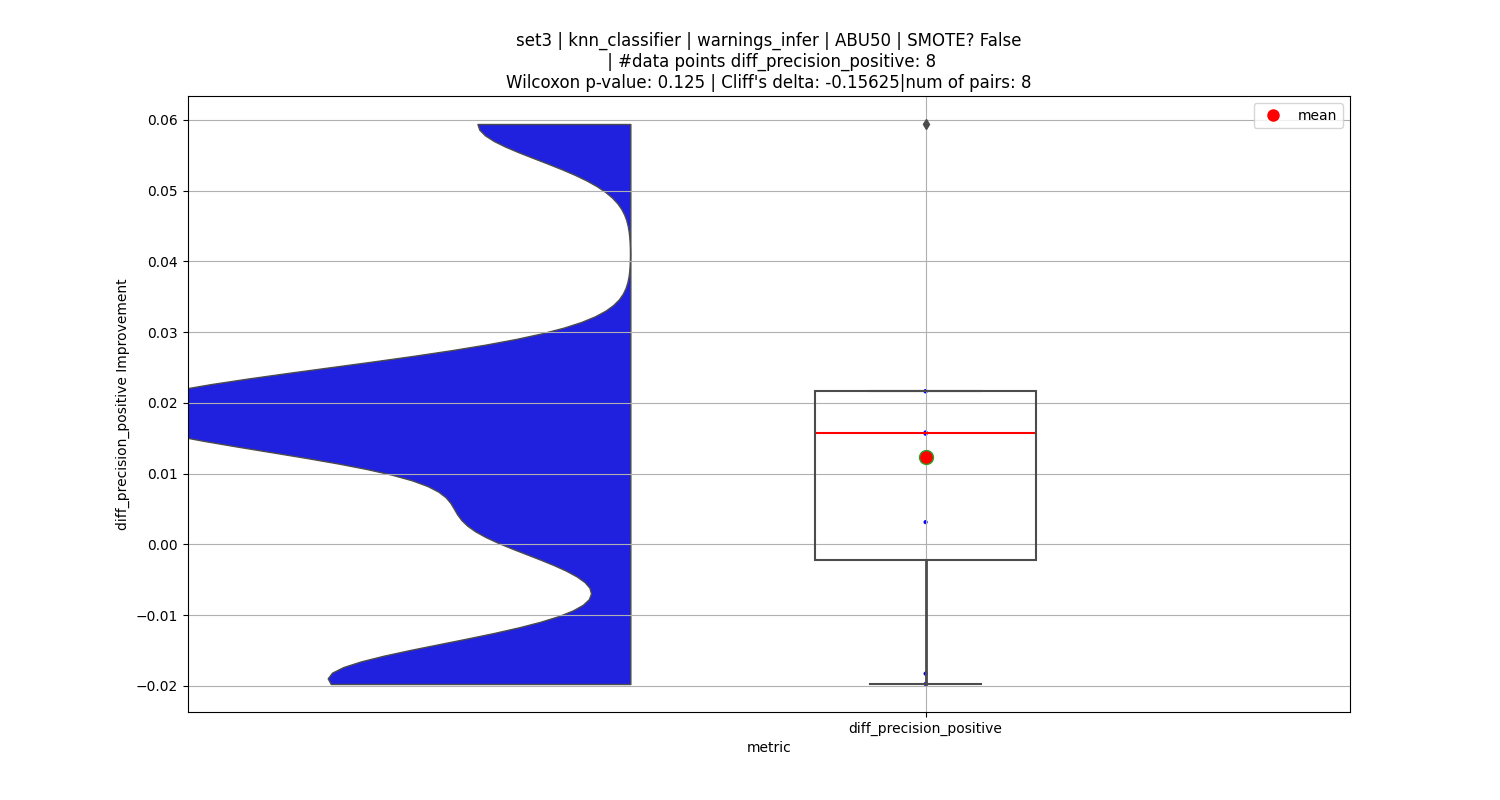 set3 | knn_classifier | warnings_infer | ABU50 | SMOTE? False
| #data points diff_precision_positive: 8
Wilcoxon p-value: 0.125 | Cliff's delta: -0.15625|num of pairs: 8
mean
0.06
0.05
0.04
0.03
0.02
0.01
0.00
−0.01
−0.02
diff_precision_positive Improvement
diff_precision_positive
metric